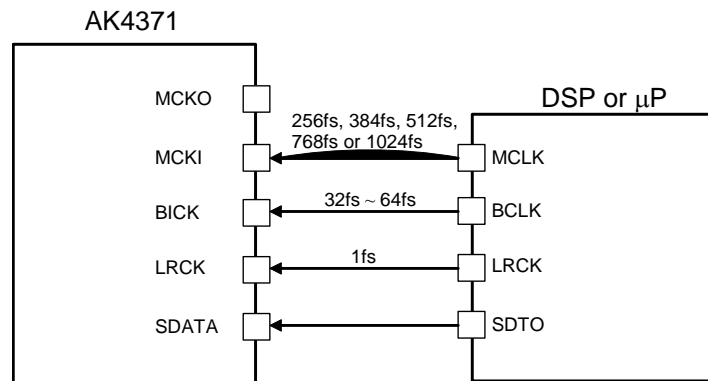 AK4371
DSP or μP
MCKO
256fs, 384fs, 512fs,
768fs or 1024fs
MCKI
MCLK
BICK
32fs ~ 64fs
BCLK
LRCK
1fs
LRCK
SDATA
SDTO